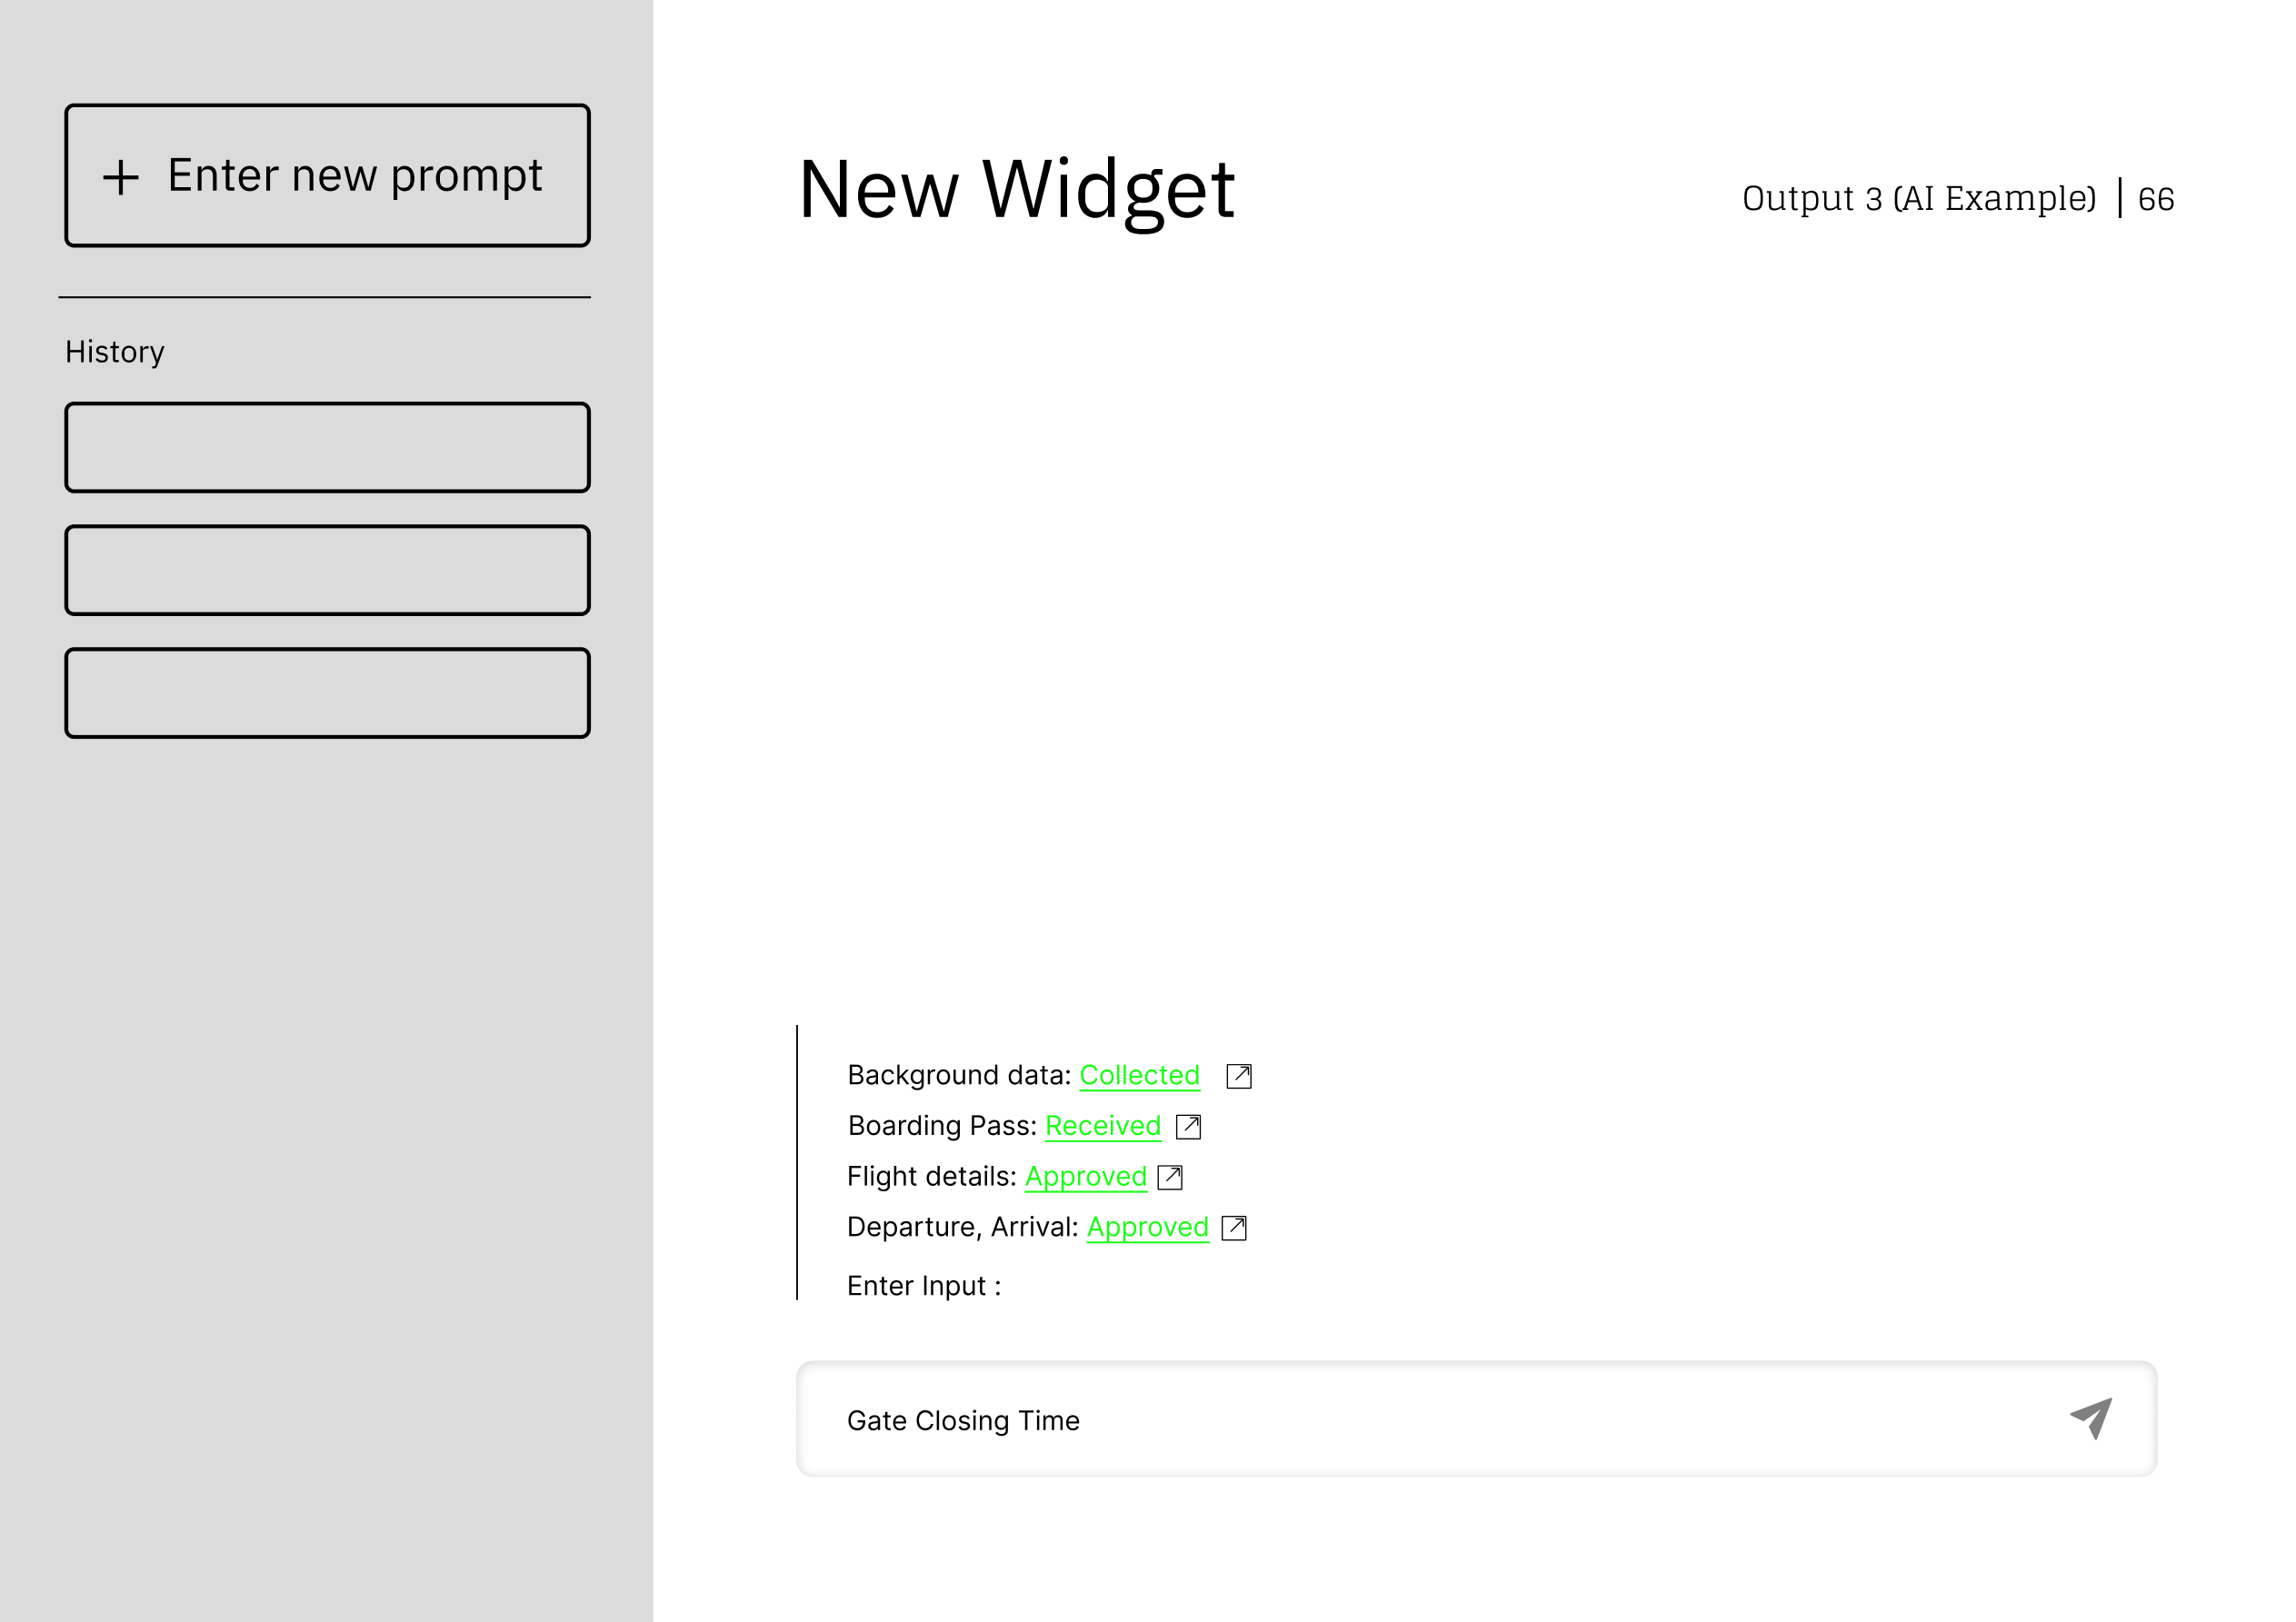 Enter new prompt
History
New Widget
Output 3 (AI Example) | 66
Background data: Collected
Boarding Pass: Received
Flight details: Approved
Departure, Arrival: Approved
Enter Input :
Gate Closing Time